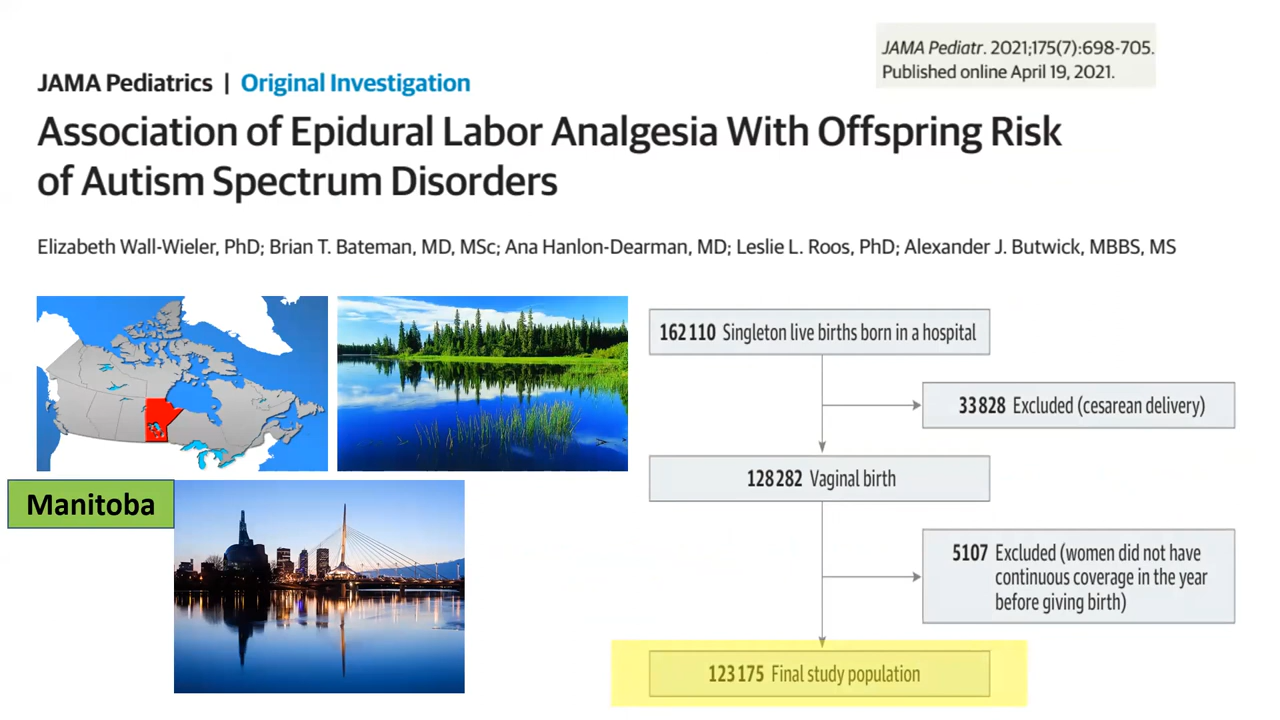 JAMA Pediatr. 2021;175(7):698-705.
Published online April 19, 2021.
JAMA Pediatrics | Original Investigation
Association of Epidural Labor Analgesia With Offspring Risk
of Autism Spectrum Disorders
Elizabeth Wall-Wieler, PhD; Brian T. Bateman, MD, MSc; Ana Hanlon-Dearman, MD; Leslie L. Roos, PhD; Alexander J. Butwick, MBBS, MS
Manitoba
162110 Singleton live births born in a hospital
33828 Excluded (cesarean delivery)
128282 Vaginal birth
5107 Excluded (women did not have
continuous coverage in the year
before giving birth)
123175 Final study population